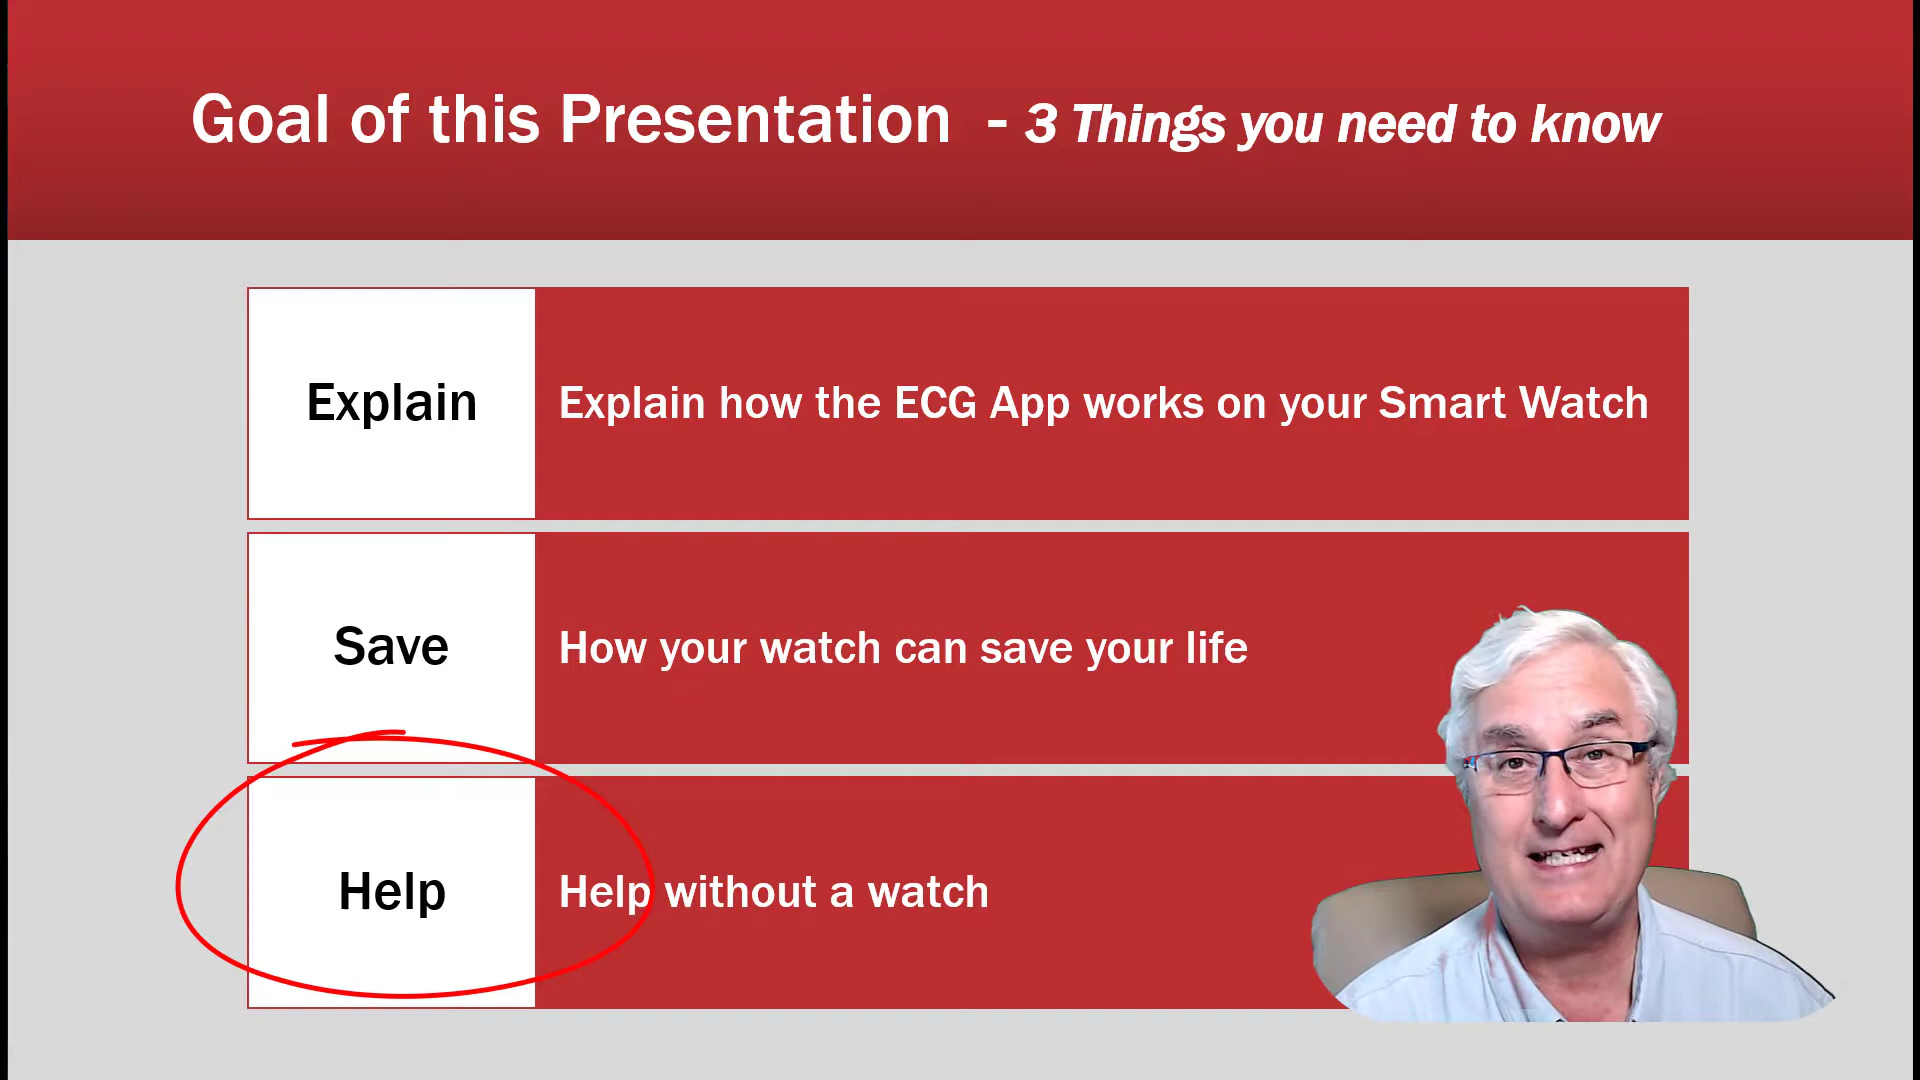 Goal of this Presentation - 3 Things you need to know
Explain
Explain how the ECG App works on your Smart Watch
Save
How your watch can save your life
Help
Help without a watch